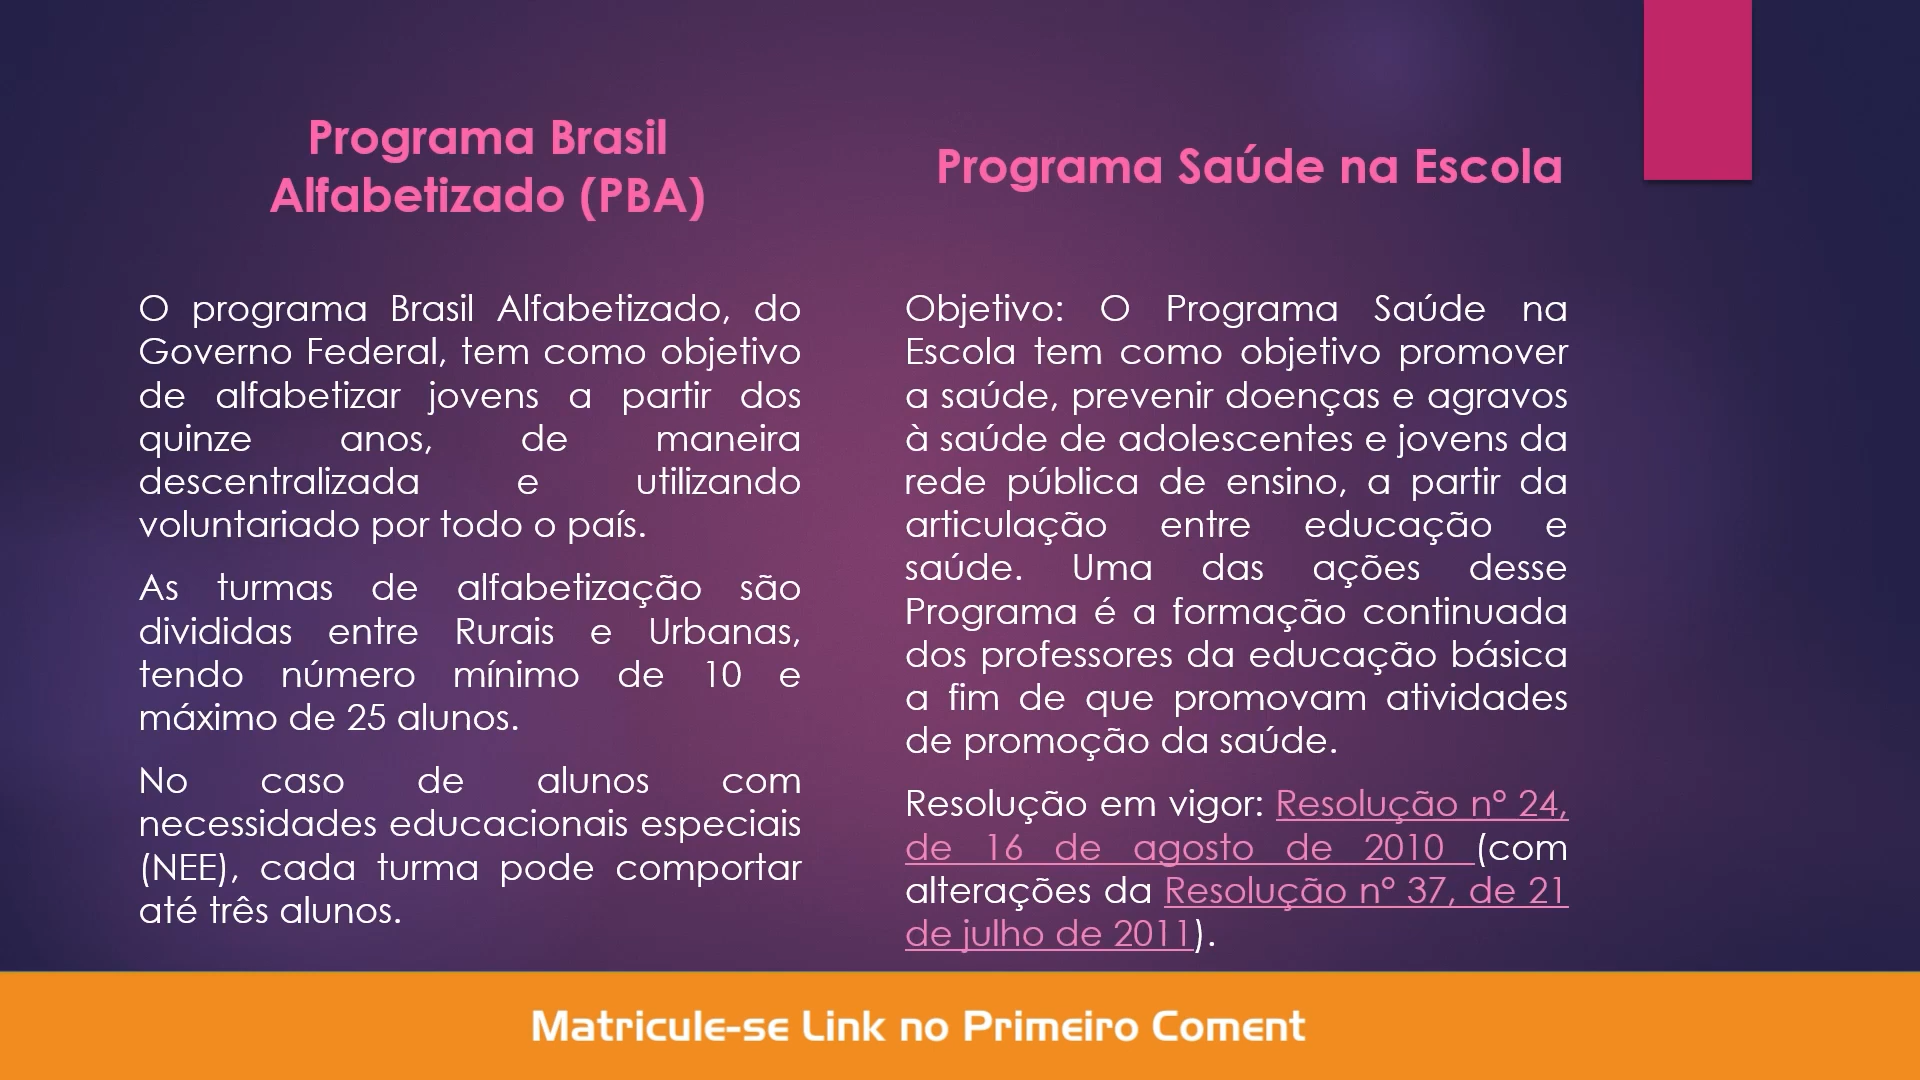 Programa Brasil
Alfabetizado (PBA)
O programa Brasil Alfabetizado, do
Governo Federal, tem como objetivo
de alfabetizar jovens a partir dos
quinze anos, de maneira
descentralizada e utilizando
voluntariado por todo o país.
As turmas de alfabetização são
divididas entre Rurais e Urbanas,
tendo número mínimo de 10 e
máximo de 25 alunos.
No caso de alunos com
necessidades educacionais especiais
(NEE), cada turma pode comportar
até três alunos.
Programa Saúde na Escola
Objetivo: O Programa Saúde na
Escola tem como objetivo promover
a saúde, prevenir doenças e agravos
à saúde de adolescentes e jovens da
rede pública de ensino, a partir da
articulação entre educação e
saúde. Uma das ações desse
Programa é a formação continuada
dos professores da educação básica
a fim de que promovam atividades
de promoção da saúde.
Resolução em vigor: Resolução nº 24,
de 16 de agosto de 2010 (com
alterações da Resolução nº 37, de 21
de julho de 2011).
Matricule-se Link no Primeiro Coment